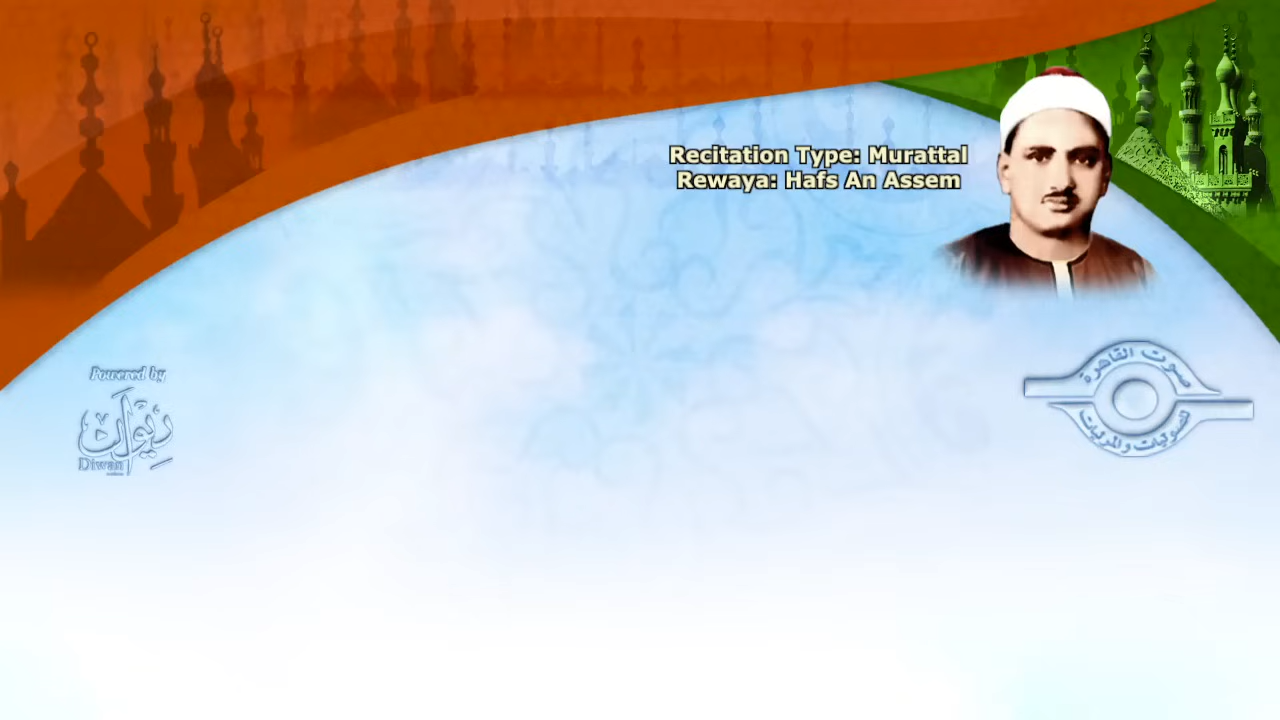 Recitation Type: Murattal
Rewaya: Hafs An Assem
صوت القاهرة
للصوتيات والمرئيات
Powered by
ديوان
Diwan